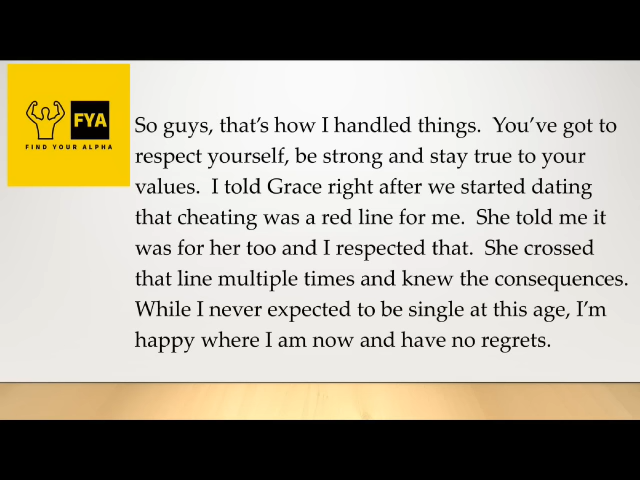 FYA
FIND YOUR ALPHA
So guys, that's how I handled things.  You've got to
respect yourself, be strong and stay true to your
values.  I told Grace right after we started dating
that cheating was a red line for me.  She told me it
was for her too and I respected that.  She crossed
that line multiple times and knew the consequences.
While I never expected to be single at this age, I'm
happy where I am now and have no regrets.